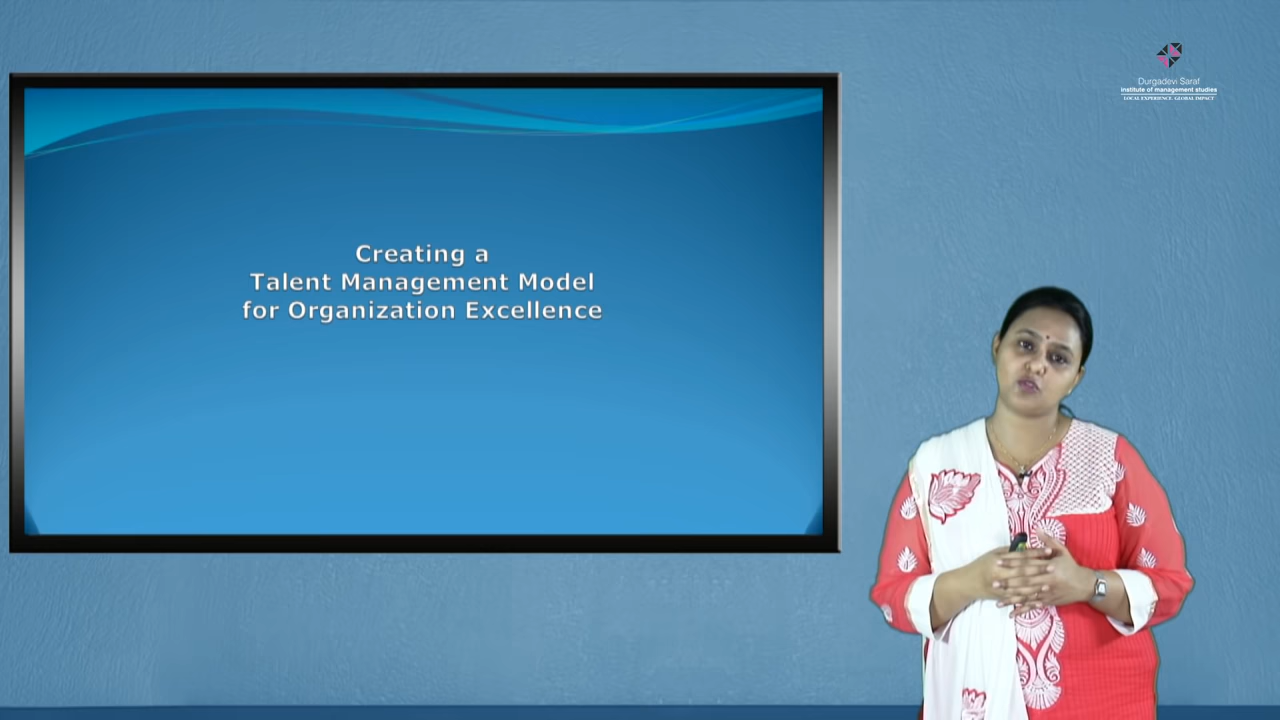 Creating a
Talent Management Model
for Organization Excellence
Durgadevi Saraf
institute of management studies
LOCAL EXPERIENCE. GLOBAL IMPACT